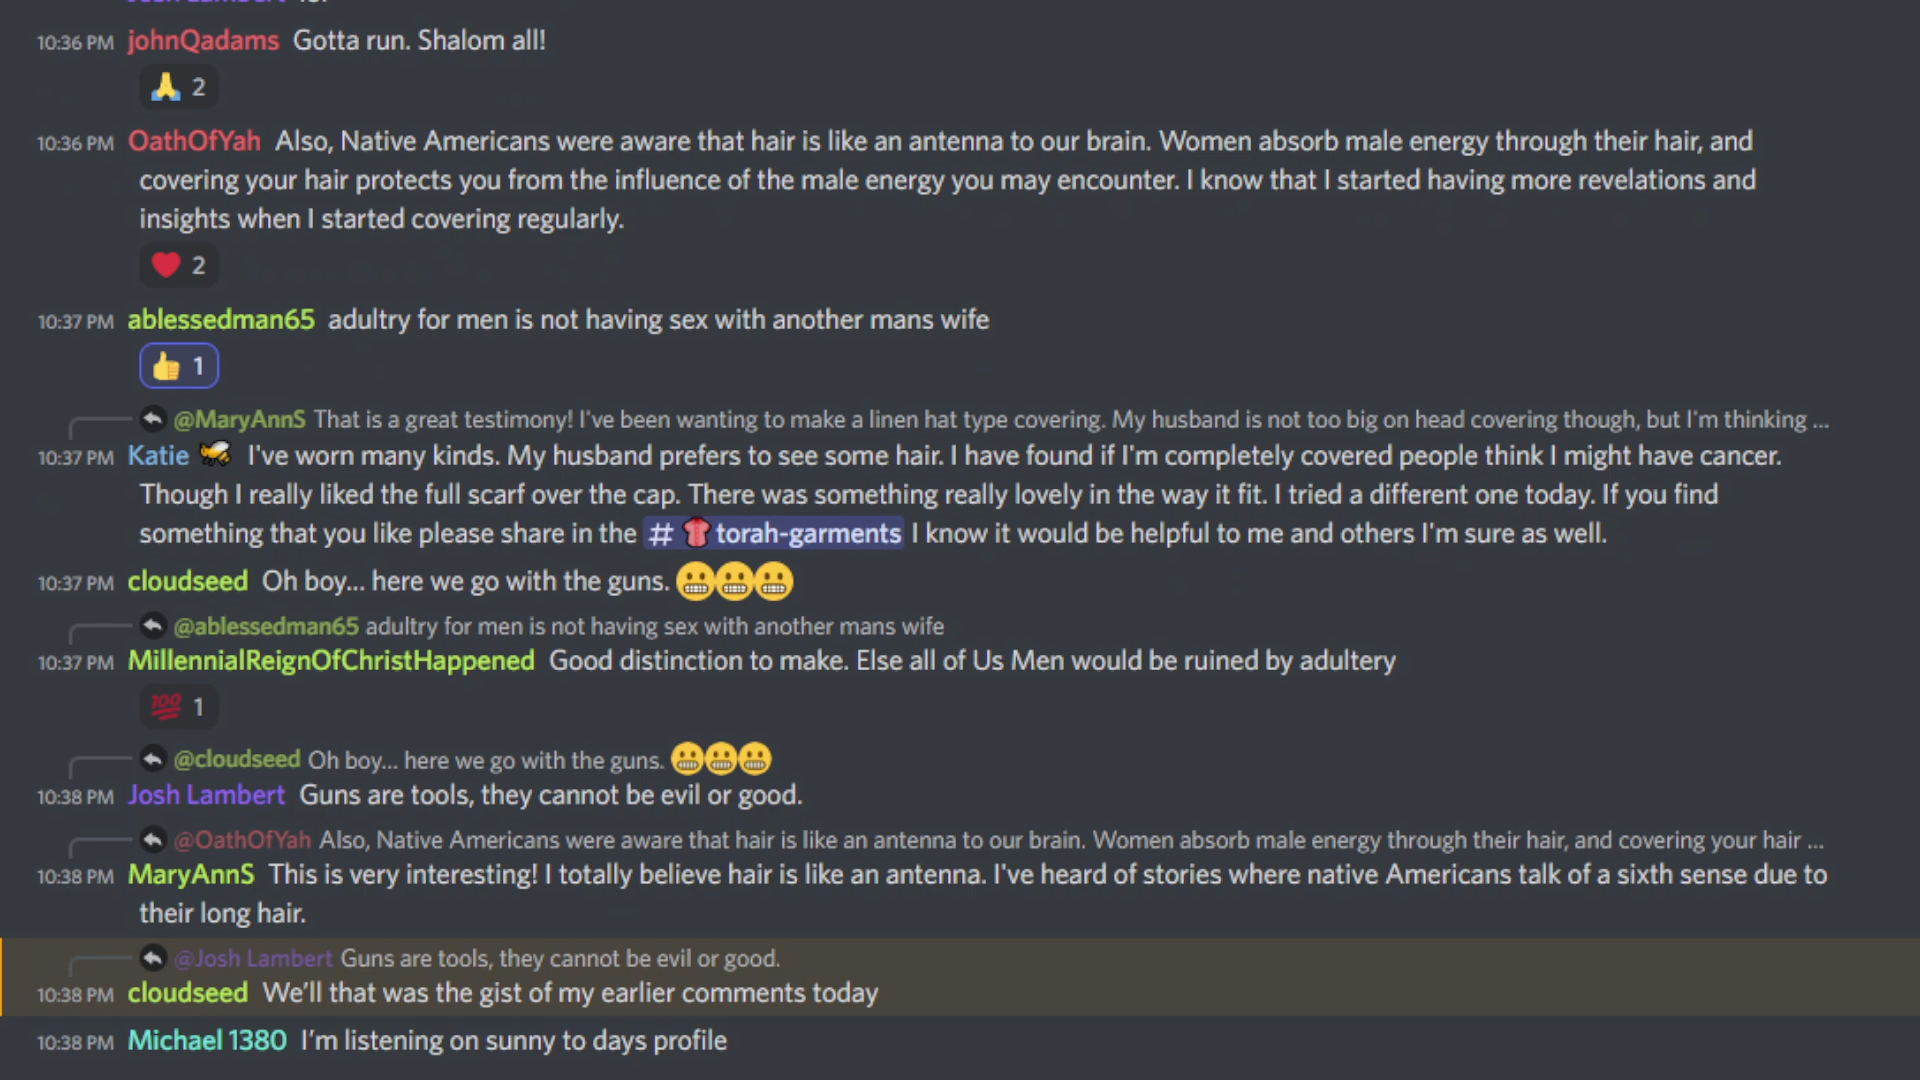 10:36 PM johnQadams Gotta run. Shalom all!
2
10:36 PM OathOfYah Also, Native Americans were aware that hair is like an antenna to our brain. Women absorb male energy through their hair, and
covering your hair protects you from the influence of the male energy you may encounter. I know that I started having more revelations and
insights when I started covering regularly.
2
10:37 PM ablessedman65 adultry for men is not having sex with another mans wife
1
@MaryAnnS That is a great testimony! I've been wanting to make a linen hat type covering. My husband is not too big on head covering though, but I'm thinking ...
10:37 PM Katie I've worn many kinds. My husband prefers to see some hair. I have found if I'm completely covered people think I might have cancer.
Though I really liked the full scarf over the cap. There was something really lovely in the way it fit. I tried a different one today. If you find
something that you like please share in the # torah-garments I know it would be helpful to me and others I'm sure as well.
10:37 PM cloudseed Oh boy... here we go with the guns.
@ablessedman65 adultry for men is not having sex with another mans wife
10:37 PM MillennialReignOfChristHappened Good distinction to make. Else all of Us Men would be ruined by adultery
100 1
@cloudseed Oh boy... here we go with the guns.
10:38 PM Josh Lambert Guns are tools, they cannot be evil or good.
@OathOfYah Also, Native Americans were aware that hair is like an antenna to our brain. Women absorb male energy through their hair, and covering your hair ...
10:38 PM MaryAnnS This is very interesting! I totally believe hair is like an antenna. I've heard of stories where native Americans talk of a sixth sense due to
their long hair.
@Josh Lambert Guns are tools, they cannot be evil or good.
10:38 PM cloudseed We’ll that was the gist of my earlier comments today
10:38 PM Michael 1380 I’m listening on sunny to days profile